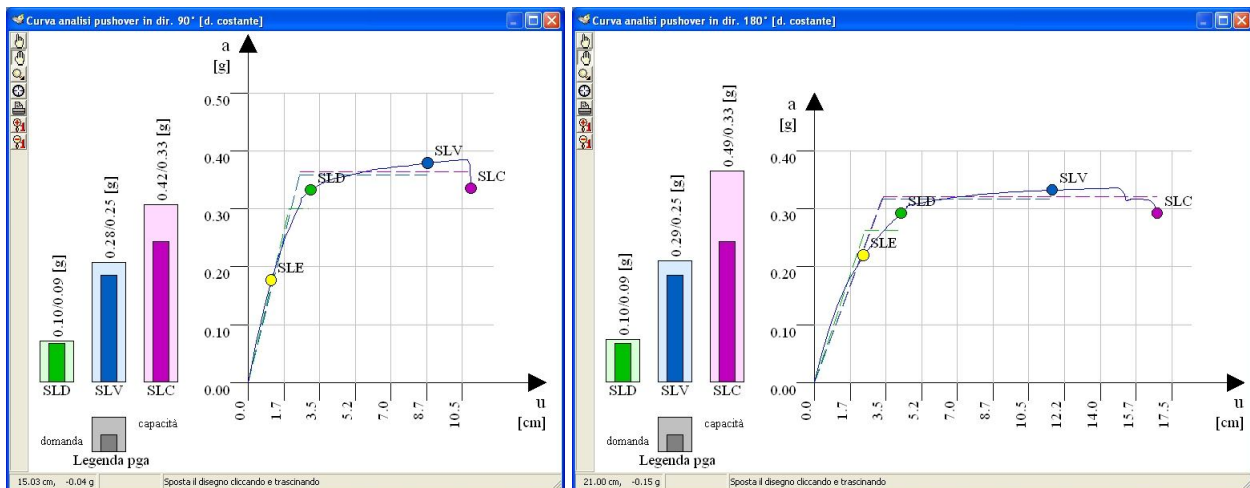 Curva analisi pushover in dir. 90° [d. costante]
a
[g]
0.50
0.40
0.30
0.20
0.10
0.00
0.0
1.7
3.5
5.2
7.0
8.7
10.5
u
[cm]
SLE
SLD
SLV
SLC
0.10/0.09 [g]
0.28/0.25 [g]
0.42/0.33 [g]
SLD
SLV
SLC
capacità
domanda
Legenda pga
15.03 cm, -0.04 g
Sposta il disegno cliccando e trascinando
Curva analisi pushover in dir. 180° [d. costante]
a
[g]
0.40
0.30
0.20
0.10
0.00
0.0
1.7
3.5
5.2
7.0
8.7
10.5
12.2
14.0
15.7
17.5
u
[cm]
SLE
SLD
SLV
SLC
0.10/0.09 [g]
0.29/0.25 [g]
0.49/0.33 [g]
SLD
SLV
SLC
capacità
domanda
Legenda pga
21.00 cm, -0.15 g
Sposta il disegno cliccando e trascinando